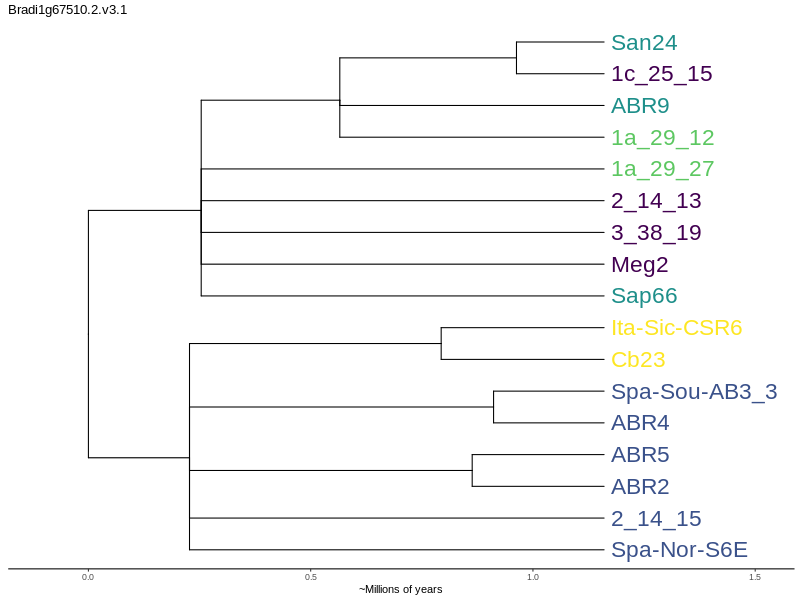 Bradi1g67510.2.v3.1
San24
1c_25_15
ABR9
1a_29_12
1a_29_27
2_14_13
3_38_19
Meg2
Sap66
Ita-Sic-CSR6
Cb23
Spa-Sou-AB3_3
ABR4
ABR5
ABR2
2_14_15
Spa-Nor-S6E
0.0 0.5 1.0 1.5
~Millions of years